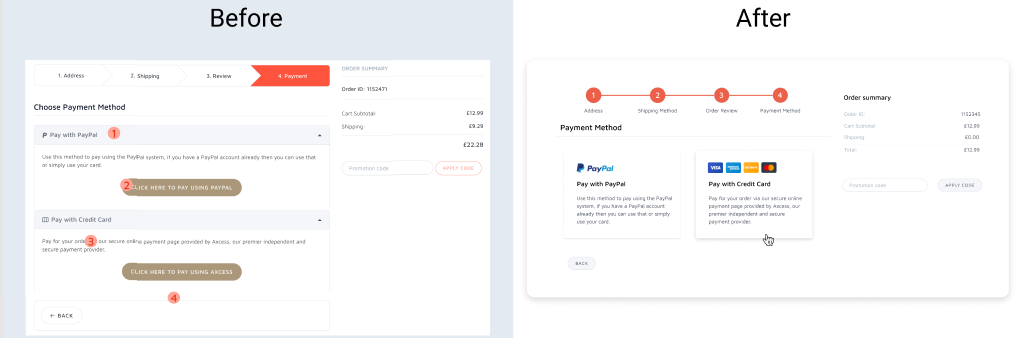 Before
1. Address
2. Shipping
3. Review
4. Payment
Choose Payment Method
Pay with PayPal
1
Use this method to pay using the PayPal system, if you have a PayPal account already then you can use that
or simply use your card.
2
CLICK HERE TO PAY USING PAYPAL
Pay with Credit Card
Pay for your order 3 our secure online payment page provided by Axcess, our premier independent and
secure payment provider.
CLICK HERE TO PAY USING AXCESS
4
← BACK
ORDER SUMMARY
Order ID: 1152471
Cart Subtotal £12.99
Shipping £9.29
£22.28
Promotion code
APPLY CODE
After
1 2 3 4
Address
Shipping Method
Order Review
Payment Method
Payment Method
PayPal
Pay with PayPal
Use this method to pay using the PayPal
system, if you have a PayPal account
already then you can use that or simply
use your card.
VISA
Pay with Credit Card
Pay for your order via our secure online
payment page provided by Axcess, our
premier independent and secure
payment provider.
BACK
Order summary
Order ID: 1152345
Cart Subtotal £12.99
Shipping £0.00
Total: £12.99
Promotion code
APPLY CODE